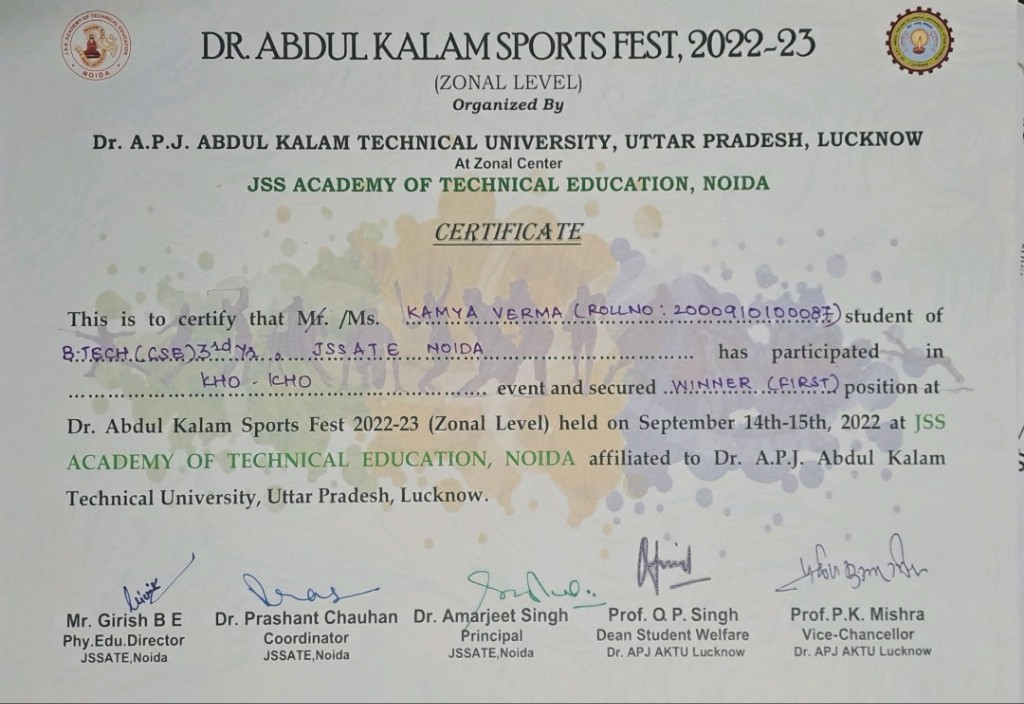 DR. ABDUL KALAM SPORTS FEST, 2022-23
(ZONAL LEVEL)
Organized By
Dr. A.P.J. ABDUL KALAM TECHNICAL UNIVERSITY, UTTAR PRADESH, LUCKNOW
At Zonal Center
JSS ACADEMY OF TECHNICAL EDUCATION, NOIDA
CERTIFICATE
This is to certify that Mr. /Ms. KAMYA VERMA (ROLLNO: 2000910100087) student of
B.TECH.(CSE) 3rd Yr. JSSATE NOIDA has participated in
KHO-KHO event and secured WINNER (FIRST) position at
Dr. Abdul Kalam Sports Fest 2022-23 (Zonal Level) held on September 14th-15th, 2022 at JSS
ACADEMY OF TECHNICAL EDUCATION, NOIDA affiliated to Dr. A.P.J. Abdul Kalam
Technical University, Uttar Pradesh, Lucknow.
Mr. Girish B E
Phy.Edu.Director
JSSATE,Noida
Dr. Prashant Chauhan
Coordinator
JSSATE,Noida
Dr. Amarjeet Singh
Principal
JSSATE,Noida
Prof. O P. Singh
Dean Student Welfare
Dr. APJ AKTU Lucknow
Prof. P.K. Mishra
Vice-Chancellor
Dr. APJ AKTU Lucknow